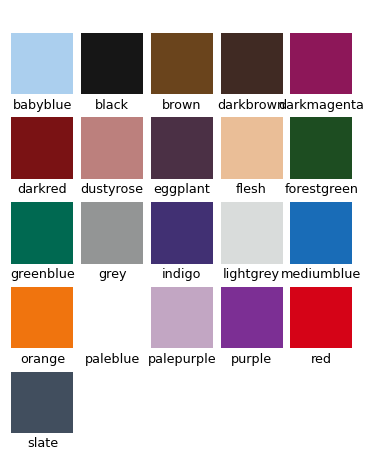 babyblue black brown darkbrown darkmagenta
darkred dustyrose eggplant flesh forestgreen
greenblue grey indigo lightgrey mediumblue
orange paleblue palepurple purple red
slate